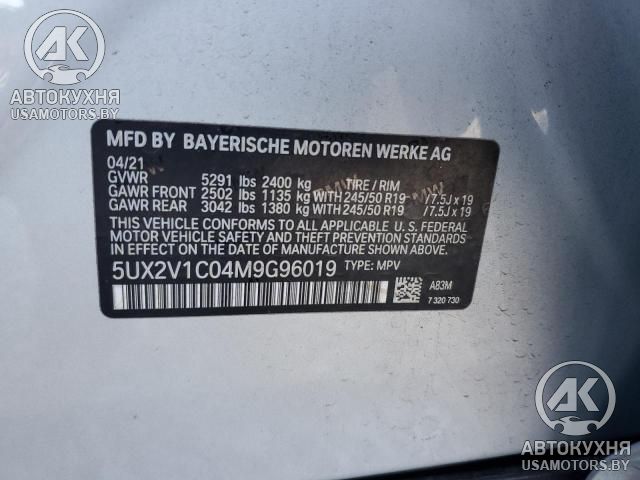 AK
АВТОКУХНЯ
USAMOTORS.BY
MFD BY BAYERISCHE MOTOREN WERKE AG
04/21
GVWR 5291 lbs 2400 kg TIRE / RIM
GAWR FRONT 2502 lbs 1135 kg WITH 245/50 R19 /7.5J x 19
GAWR REAR 3042 lbs 1380 kg WITH 245/50 R19 /7.5J x 19
THIS VEHICLE CONFORMS TO ALL APPLICABLE U. S. FEDERAL
MOTOR VEHICLE SAFETY AND THEFT PREVENTION STANDARDS
IN EFFECT ON THE DATE OF MANUFACTURE SHOWN ABOVE.
5UX2V1C04M9G96019 TYPE: MPV
A83M
7 320 730
AK
АВТОКУХНЯ
USAMOTORS.BY